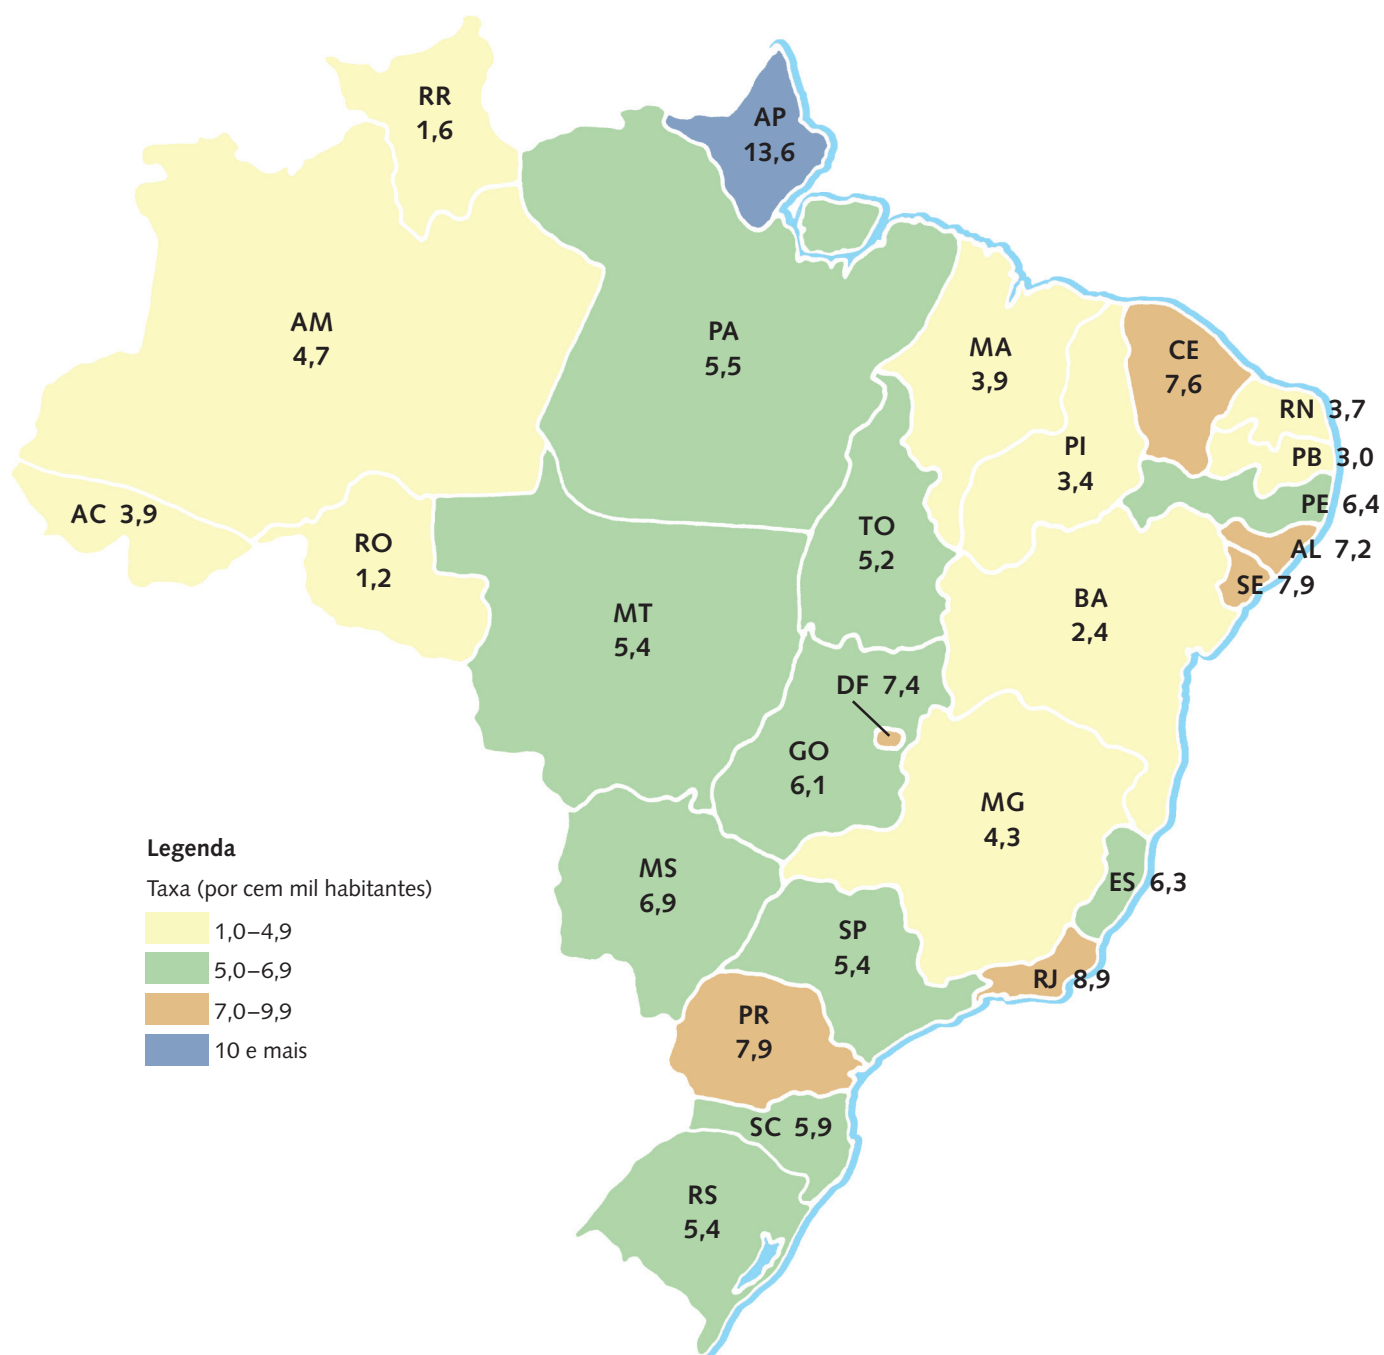 RR
1,6
AP
13,6
AM
4,7
PA
5,5
MA
3,9
CE
7,6
RN 3,7
PI
3,4
PB 3,0
PE 6,4
AC 3,9
RO
1,2
TO
5,2
AL 7,2
SE 7,9
MT
5,4
BA
2,4
DF 7,4
GO
6,1
MG
4,3
MS
6,9
ES 6,3
SP
5,4
RJ 8,9
PR
7,9
SC 5,9
RS
5,4
Legenda
Taxa (por cem mil habitantes)
1,0–4,9
5,0–6,9
7,0–9,9
10 e mais